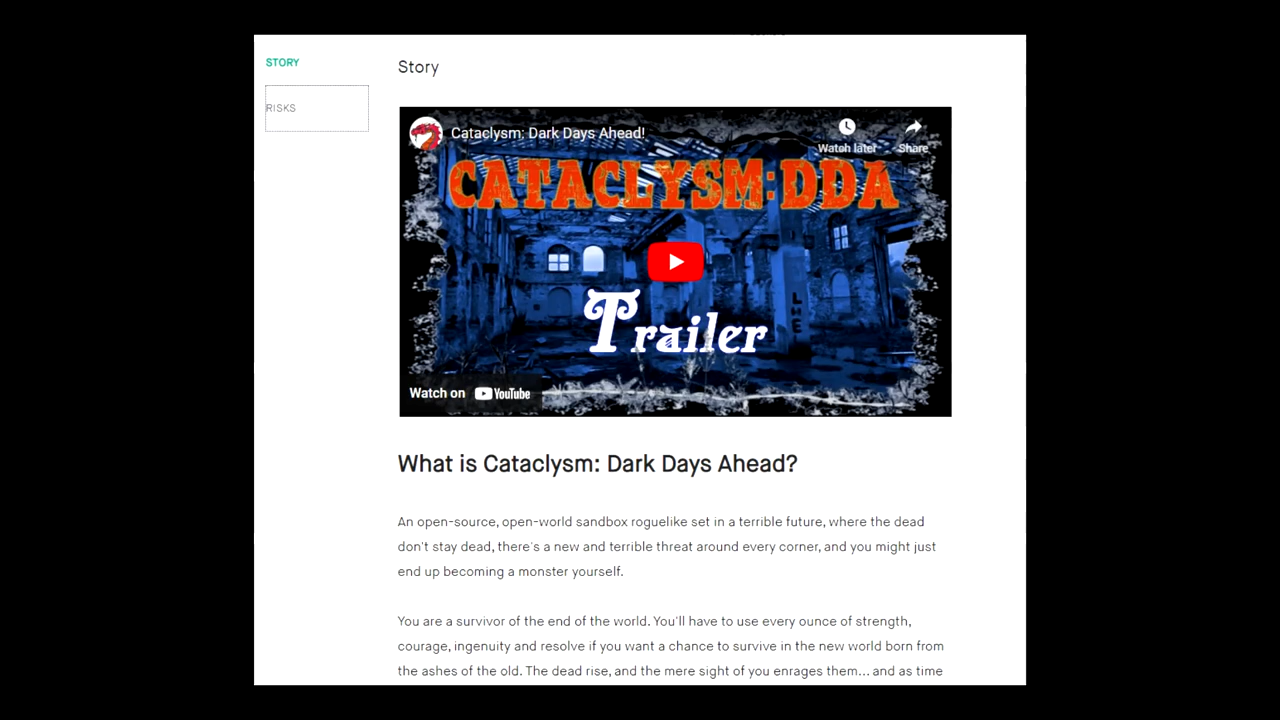 STORY
Story
RISKS
Cataclysm: Dark Days Ahead!
Watch later
Share
CATACLYSM:DDA
LHE
Trailer
Watch on YouTube
What is Cataclysm: Dark Days Ahead?
An open-source, open-world sandbox roguelike set in a terrible future, where the dead
don't stay dead, there's a new and terrible threat around every corner, and you might just
end up becoming a monster yourself.
You are a survivor of the end of the world. You'll have to use every ounce of strength,
courage, ingenuity and resolve if you want a chance to survive in the new world born from
the ashes of the old. The dead rise, and the mere sight of you enrages them... and as time